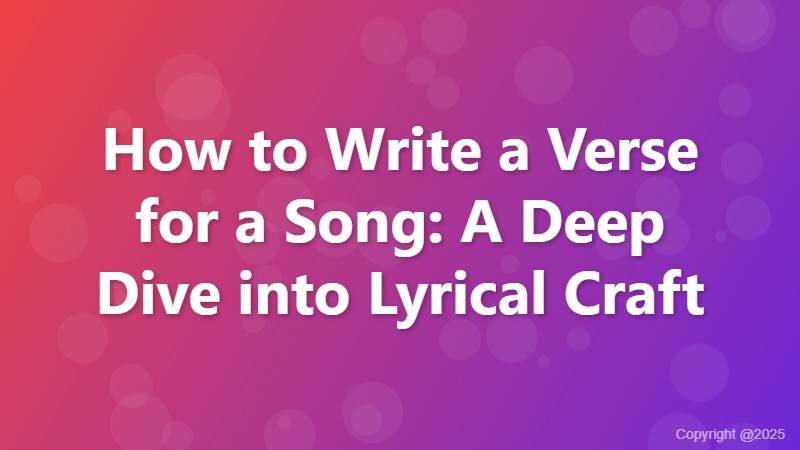 How to Write a Verse
for a Song: A Deep
Dive into Lyrical Craft
Copyright @2025